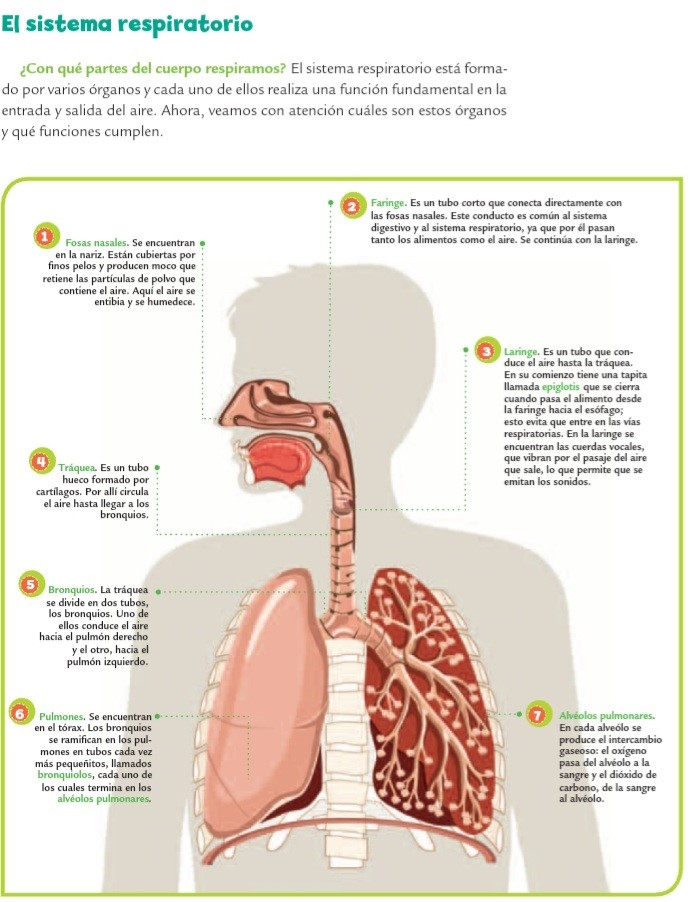 El sistema respiratorio
¿Con qué partes del cuerpo respiramos? El sistema respiratorio está forma-
do por varios órganos y cada uno de ellos realiza una función fundamental en la
entrada y salida del aire. Ahora, veamos con atención cuáles son estos órganos
y qué funciones cumplen.
1
Fosas nasales. Se encuentran
en la nariz. Están cubiertas por
finos pelos y producen moco que
retiene las partículas de polvo que
contiene el aire. Aquí el aire se
entibia y se humedece.
2
Faringe. Es un tubo corto que conecta directamente con
las fosas nasales. Este conducto es común al sistema
digestivo y al sistema respiratorio, ya que por él pasan
tanto los alimentos como el aire. Se continúa con la laringe.
3
Laringe. Es un tubo que con-
duce el aire hasta la tráquea.
En su comienzo tiene una tapita
llamada epiglotis que se cierra
cuando pasa el alimento desde
la faringe hacia el esófago;
esto evita que entre en las vías
respiratorias. En la laringe se
encuentran las cuerdas vocales,
que vibran por el pasaje del aire
que sale, lo que permite que se
emitan los sonidos.
4
Tráquea. Es un tubo
hueco formado por
cartílagos. Por allí circula
el aire hasta llegar a los
bronquios.
5
Bronquios. La tráquea
se divide en dos tubos,
los bronquios. Uno de
ellos conduce el aire
hacia el pulmón derecho
y el otro, hacia el
pulmón izquierdo.
6
Pulmones. Se encuentran
en el tórax. Los bronquios
se ramifican en los pul-
mones en tubos cada vez
más pequeñitos, llamados
bronquiolos, cada uno de
los cuales termina en los
alvéolos pulmonares.
7
Alvéolos pulmonares.
En cada alveólo se
produce el intercambio
gaseoso: el oxígeno
pasa del alvéolo a la
sangre y el dióxido de
carbono, de la sangre
al alvéolo.